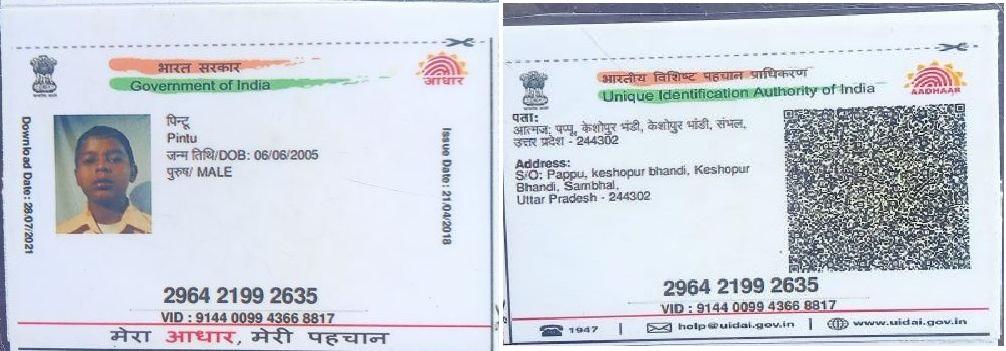 भारत सरकार
Government of India
आधार
Download Date: 28/07/2021
पिन्टू
Pintu
जन्म तिथि/DOB: 06/06/2005
पुरुष/ MALE
Issue Date: 21/04/2018
2964 2199 2635
VID : 9144 0099 4366 8817
मेरा आधार, मेरी पहचान
भारतीय विशिष्ट पहचान प्राधिकरण
Unique Identification Authority of India
AADHAAR
पता:
आत्मज: पप्पू, केशोपुर भंडी, केशोपुर भांडी, संभल,
उत्तर प्रदेश - 244302
Address:
S/O: Pappu, keshopur bhandi, Keshopur
Bhandi, Sambhal,
Uttar Pradesh - 244302
2964 2199 2635
VID : 9144 0099 4366 8817
1947 | help@uidai.gov.in | www.uidai.gov.in